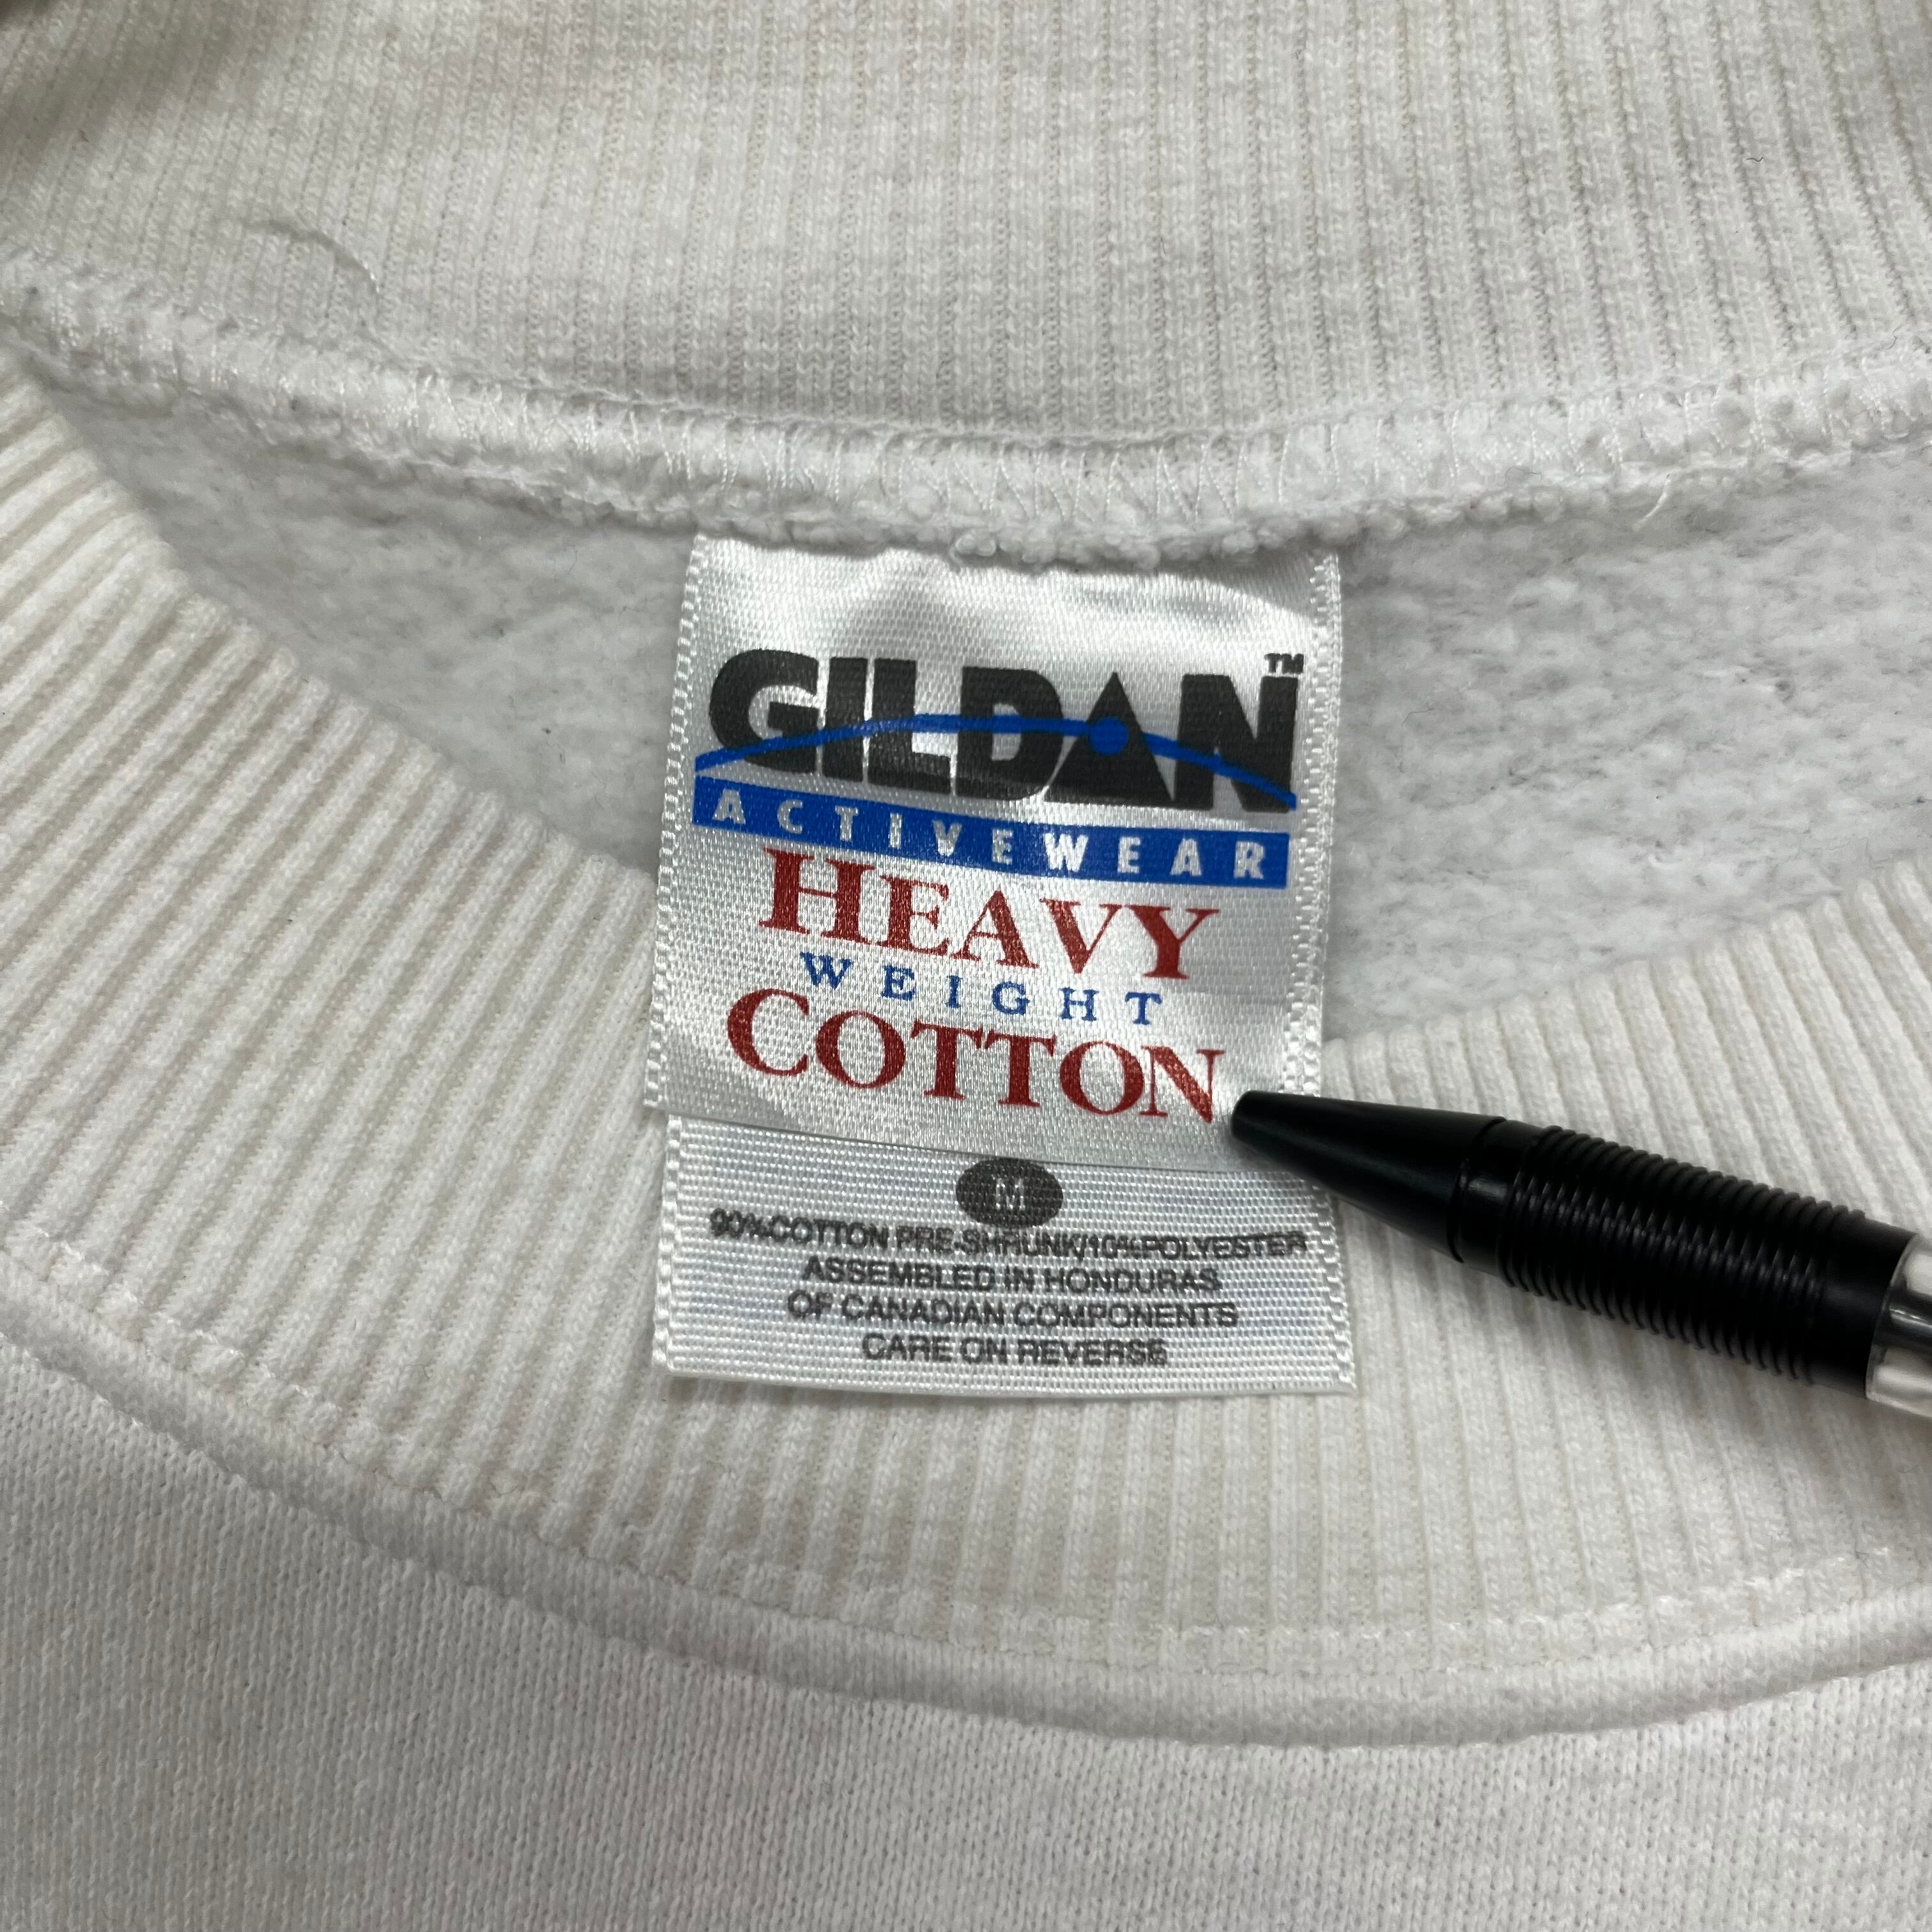 GILDAN™
ACTIVEWEAR
HEAVY
WEIGHT
COTTON
M
90%COTTON PRE-SHRUNK/10%POLYESTER
ASSEMBLED IN HONDURAS
OF CANADIAN COMPONENTS
CARE ON REVERSE